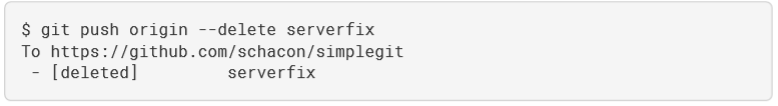 $ git push origin --delete serverfix
To https://github.com/schacon/simplegit
 - [deleted]         serverfix